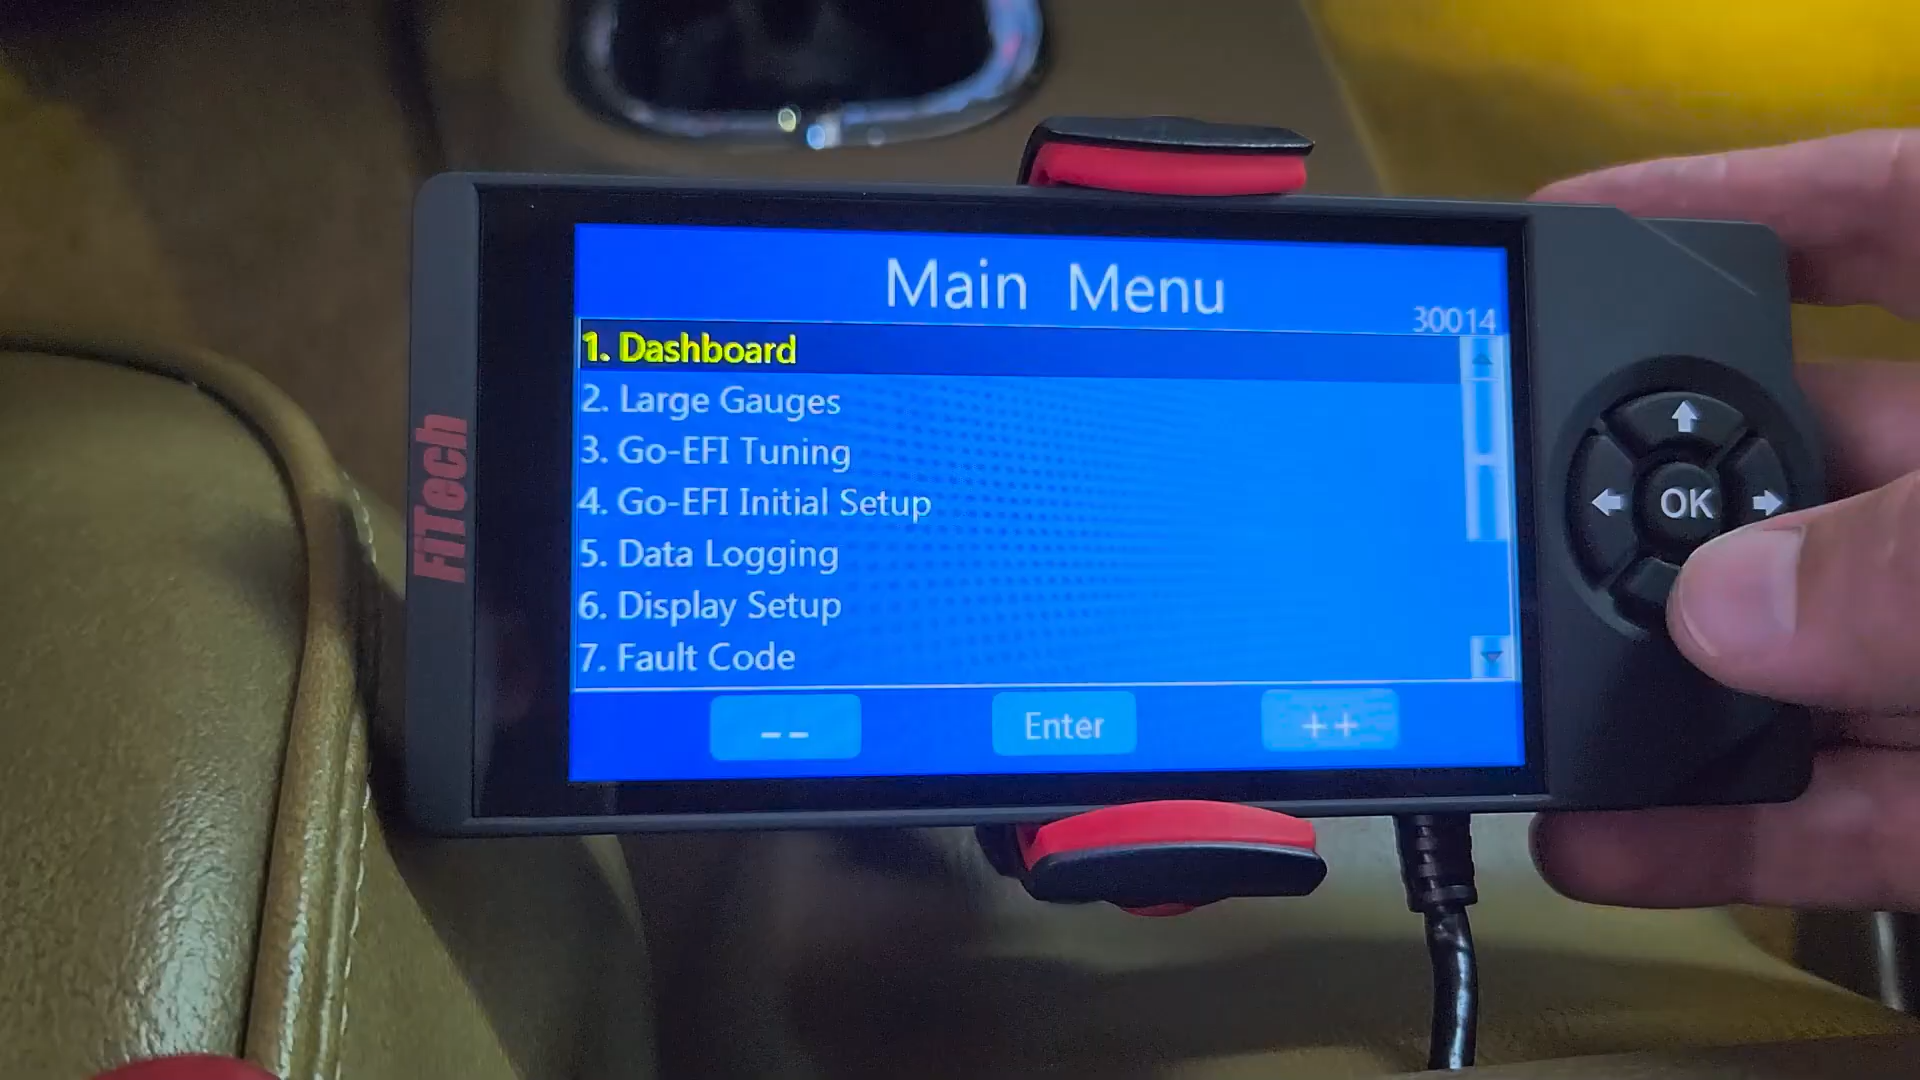 Main Menu
30014
1. Dashboard
2. Large Gauges
3. Go-EFI Tuning
4. Go-EFI Initial Setup
5. Data Logging
6. Display Setup
7. Fault Code
-- Enter ++
FiTech
OK